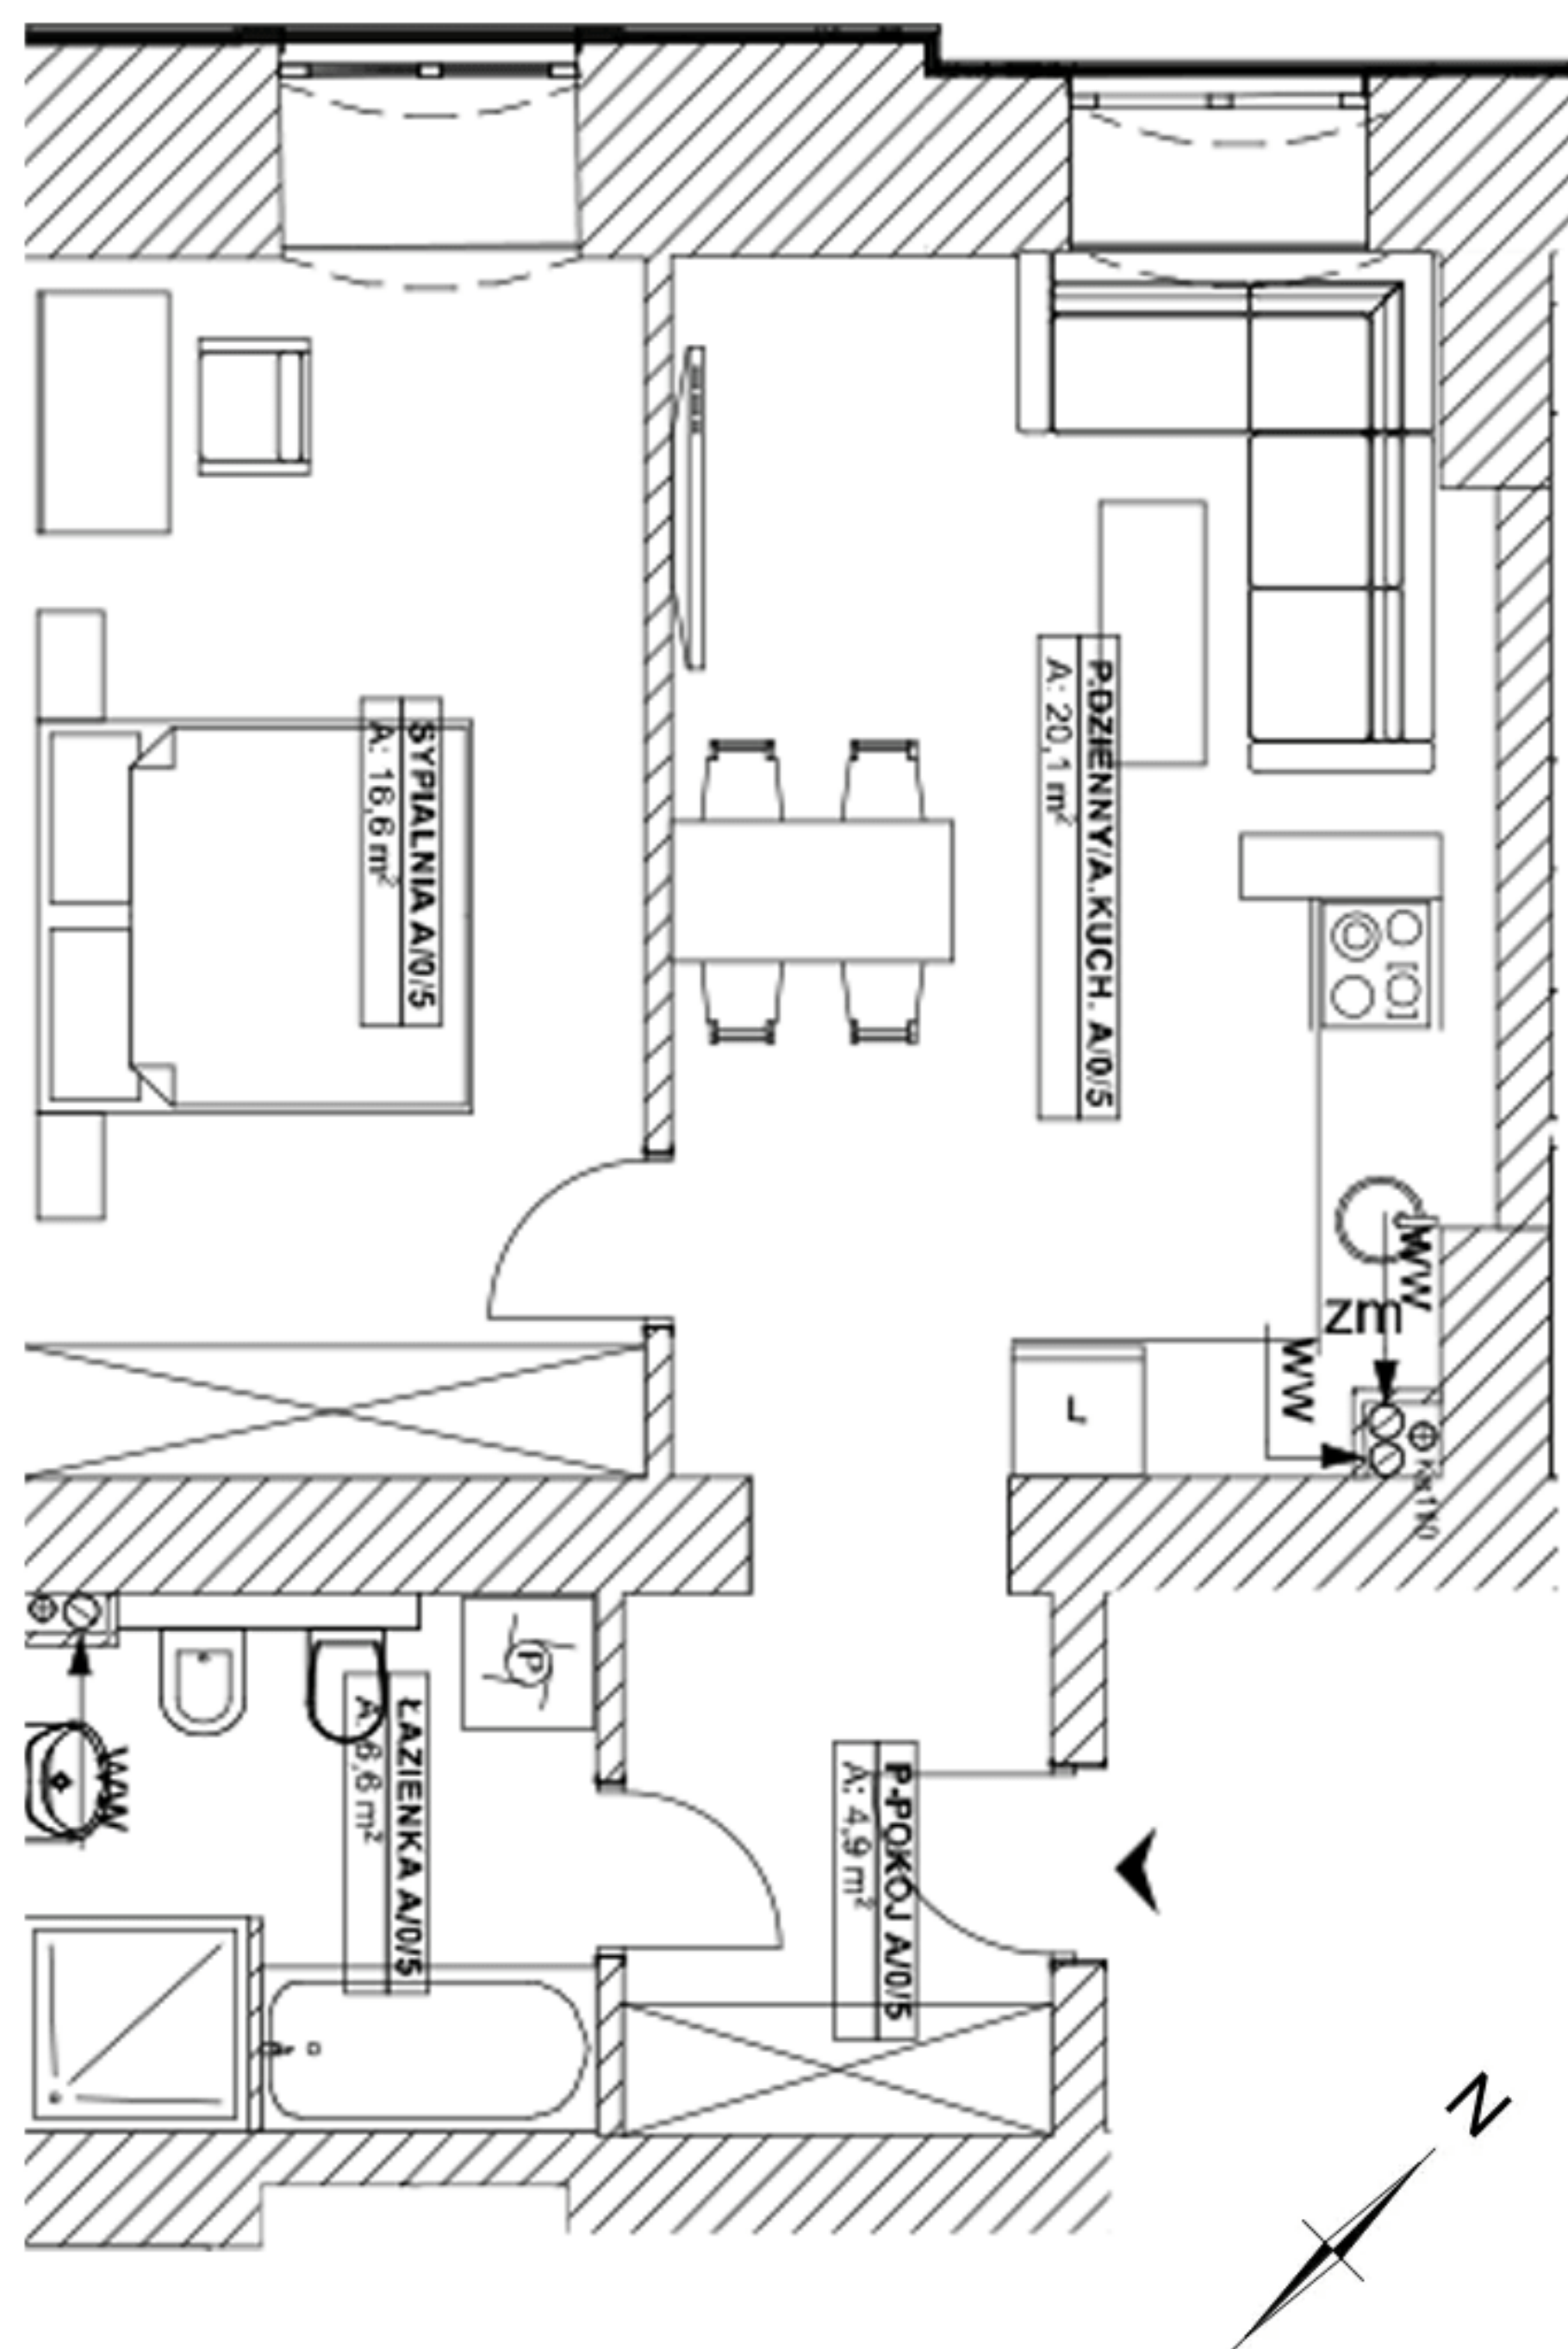 SYPIALNIA A/0/5
A: 16,6 m²
P.DZIENNY/A.KUCH. A/0/5
A: 20,1 m²
WW
zm
WW
L
P
ŁAZIENKA A/0/5
A: 6,6 m²
WW
P-POKÓJ A/0/5
A: 4,9 m²
N